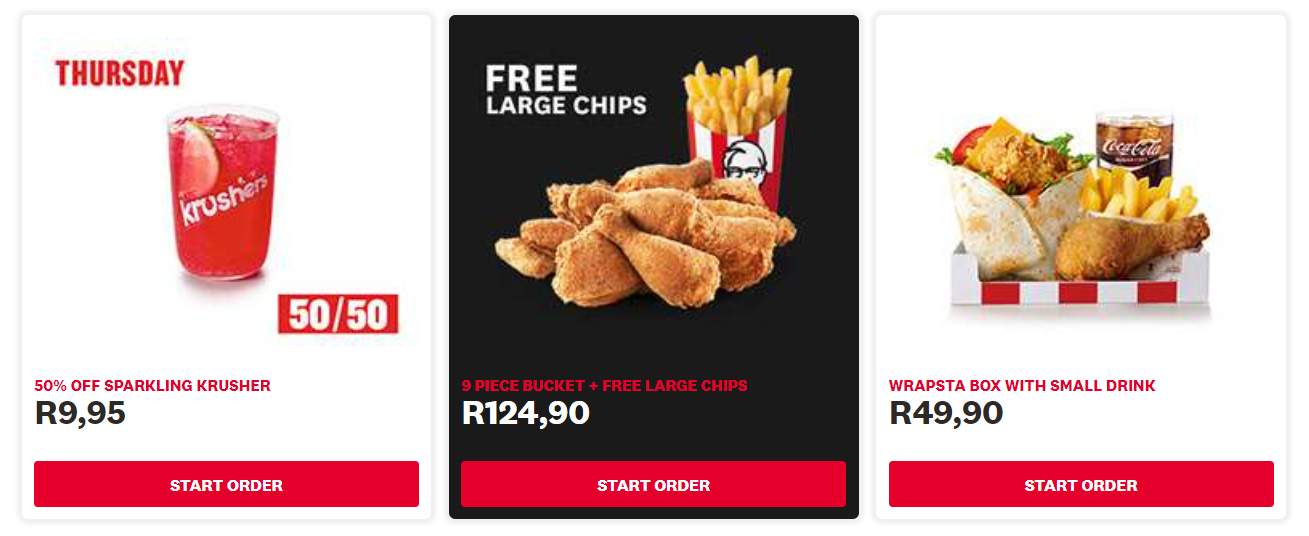 THURSDAY
krushers
50/50
50% OFF SPARKLING KRUSHER
R9,95
START ORDER
FREE
LARGE CHIPS
9 PIECE BUCKET + FREE LARGE CHIPS
R124,90
START ORDER
Coca-Cola
WRAPSTA BOX WITH SMALL DRINK
R49,90
START ORDER